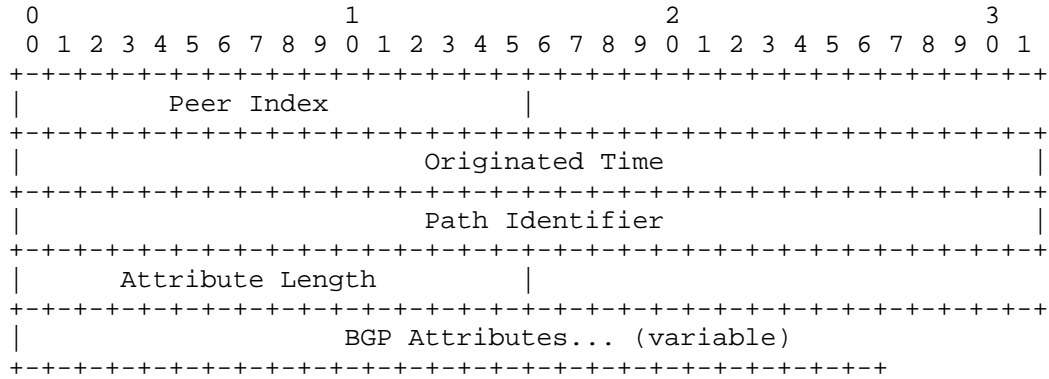 0                   1                   2                   3
 0 1 2 3 4 5 6 7 8 9 0 1 2 3 4 5 6 7 8 9 0 1 2 3 4 5 6 7 8 9 0 1
+-+-+-+-+-+-+-+-+-+-+-+-+-+-+-+-+-+-+-+-+-+-+-+-+-+-+-+-+-+-+-+-+
|         Peer Index            |
+-+-+-+-+-+-+-+-+-+-+-+-+-+-+-+-+-+-+-+-+-+-+-+-+-+-+-+-+-+-+-+-+
|                         Originated Time                       |
+-+-+-+-+-+-+-+-+-+-+-+-+-+-+-+-+-+-+-+-+-+-+-+-+-+-+-+-+-+-+-+-+
|                         Path Identifier                       |
+-+-+-+-+-+-+-+-+-+-+-+-+-+-+-+-+-+-+-+-+-+-+-+-+-+-+-+-+-+-+-+-+
|      Attribute Length         |
+-+-+-+-+-+-+-+-+-+-+-+-+-+-+-+-+-+-+-+-+-+-+-+-+-+-+-+-+-+-+-+-+
|                    BGP Attributes... (variable)
+-+-+-+-+-+-+-+-+-+-+-+-+-+-+-+-+-+-+-+-+-+-+-+-+-+-+-+